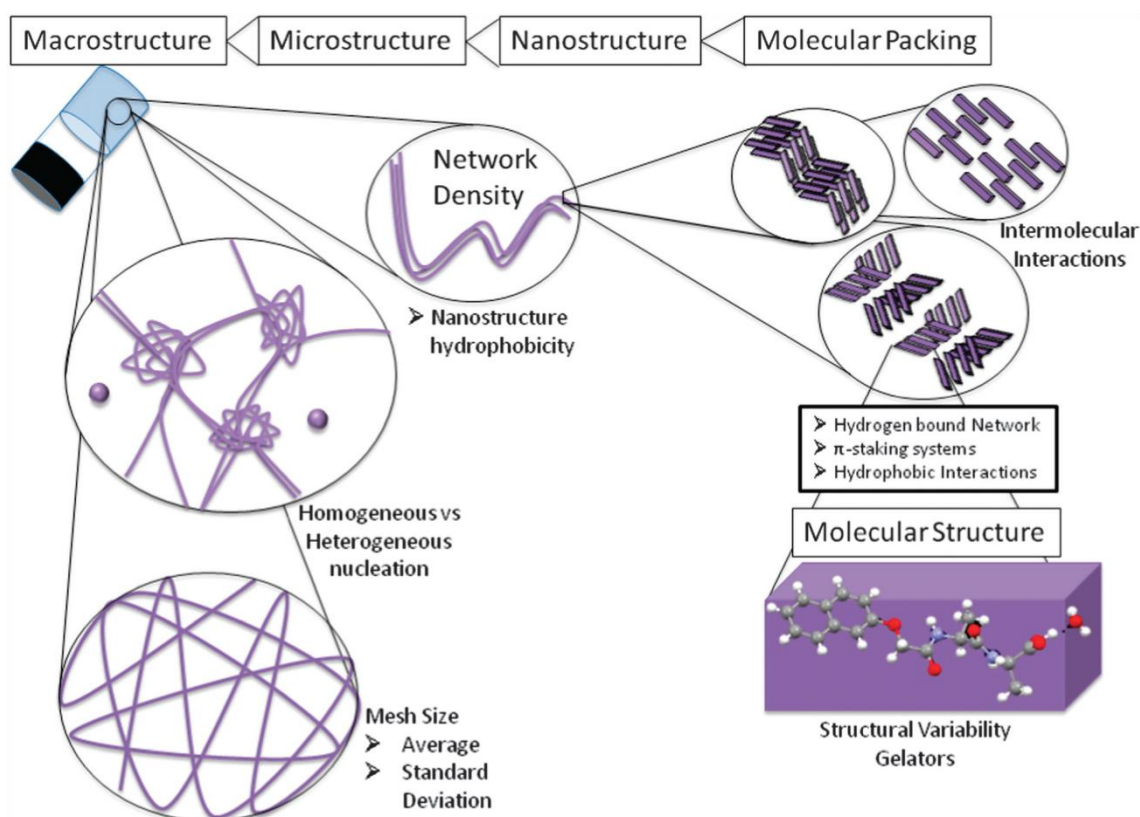 Macrostructure
Microstructure
Nanostructure
Molecular Packing
Network
Density
Intermolecular
Interactions
➢ Nanostructure
hydrophobicity
➢ Hydrogen bound Network
➢ π-staking systems
➢ Hydrophobic Interactions
Homogeneous vs
Heterogeneous
nucleation
Molecular Structure
Mesh Size
➢ Average
➢ Standard
Deviation
Structural Variability
Gelators